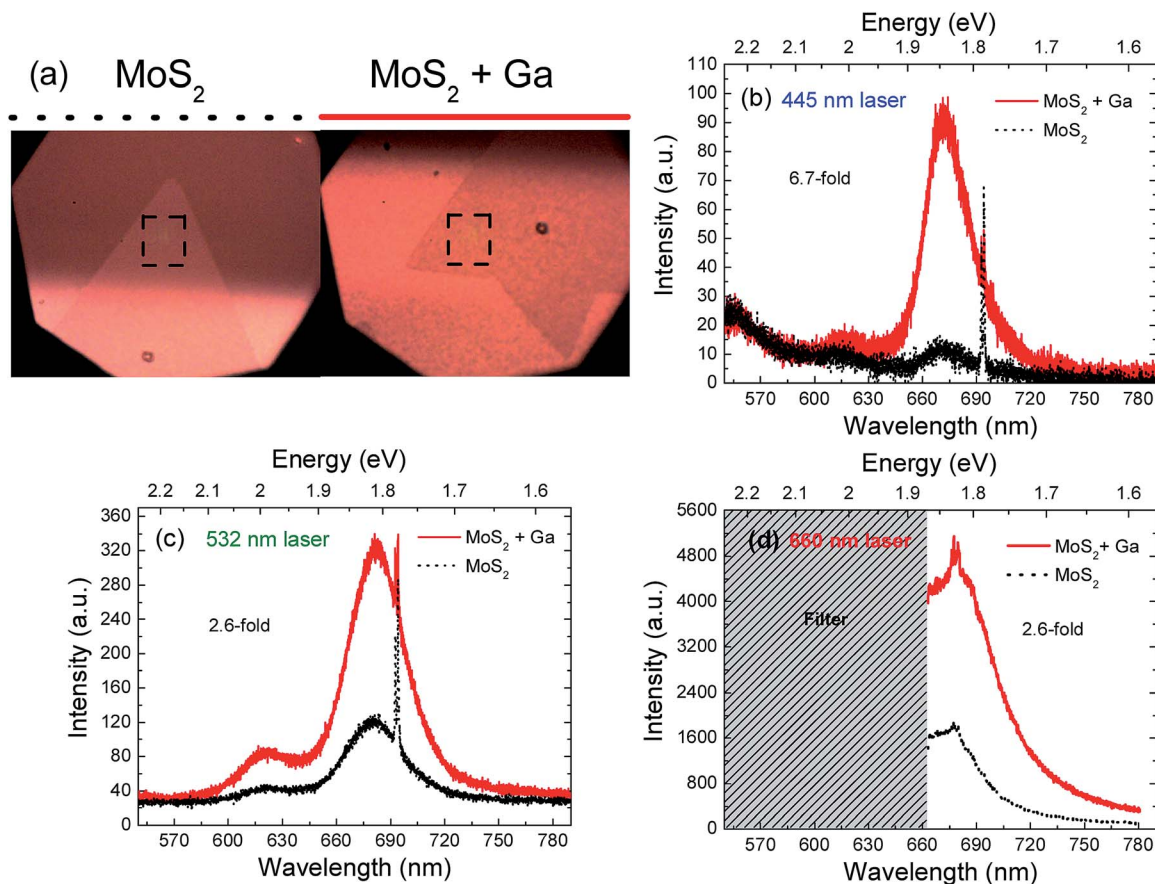 (a) MoS₂ MoS₂ + Ga
Energy (eV)
2.2 2.1 2 1.9 1.8 1.7 1.6
110
100
90
80
70
60
50
40
30
20
10
0
Intensity (a.u.)
(b) 445 nm laser
MoS₂ + Ga
MoS₂
6.7-fold
570 600 630 660 690 720 750 780
Wavelength (nm)
Energy (eV)
2.2 2.1 2 1.9 1.8 1.7 1.6
360
320
280
240
200
160
120
80
40
0
Intensity (a.u.)
(c) 532 nm laser
MoS₂ + Ga
MoS₂
2.6-fold
570 600 630 660 690 720 750 780
Wavelength (nm)
Energy (eV)
2.2 2.1 2 1.9 1.8 1.7 1.6
5600
4800
4000
3200
2400
1600
800
0
Intensity (a.u.)
(d) 660 nm laser
MoS₂+ Ga
MoS₂
Filter
2.6-fold
570 600 630 660 690 720 750 780
Wavelength (nm)